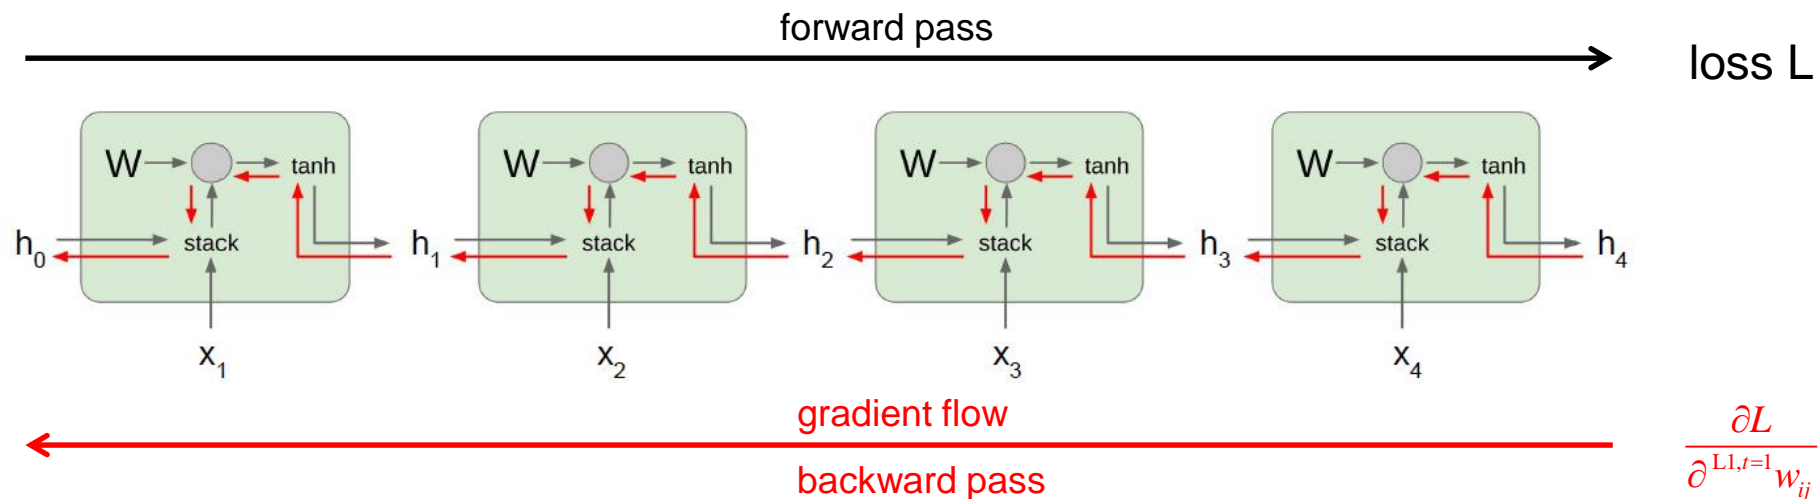 forward pass
loss L
W tanh W tanh W tanh W tanh
h₀ stack h₁ stack h₂ stack h₃ stack h₄
x₁ x₂ x₃ x₄
gradient flow
backward pass
∂L
∂ᴸ¹,ᵗ⁼¹wᵢⱼ